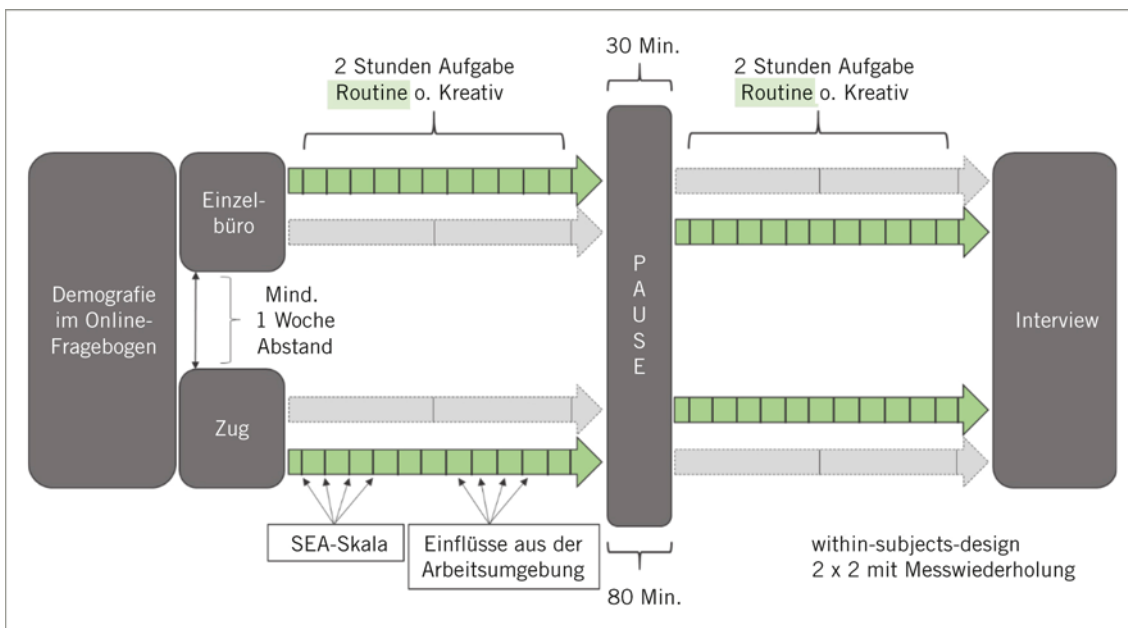 30 Min.
2 Stunden Aufgabe
Routine o. Kreativ
2 Stunden Aufgabe
Routine o. Kreativ
Demografie
im Online-
Fragebogen
Einzel-
büro
Mind.
1 Woche
Abstand
Zug
P
A
U
S
E
Interview
SEA-Skala
Einflüsse aus der
Arbeitsumgebung
80 Min.
within-subjects-design
2 x 2 mit Messwiederholung